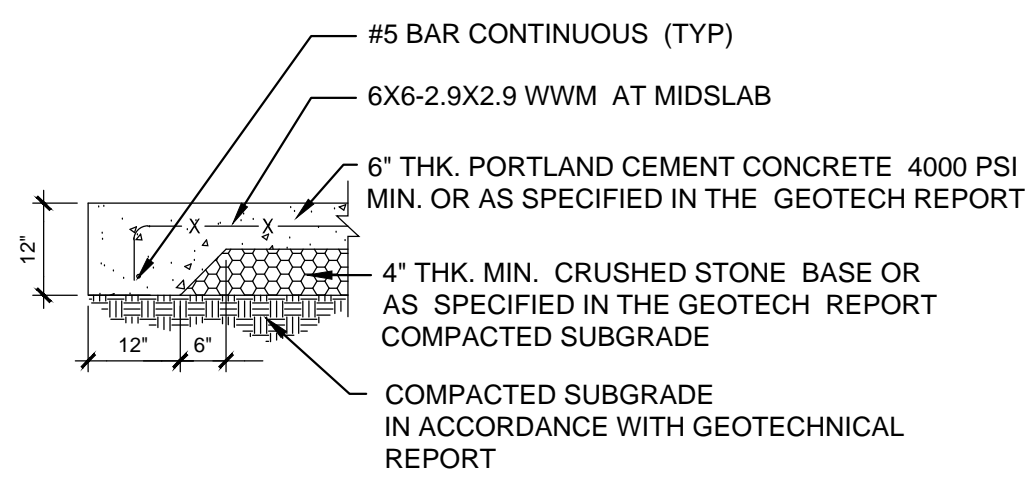 #5 BAR CONTINUOUS (TYP)
6X6-2.9X2.9 WWM AT MIDSLAB
6" THK. PORTLAND CEMENT CONCRETE 4000 PSI
MIN. OR AS SPECIFIED IN THE GEOTECH REPORT
X X
12"
4" THK. MIN. CRUSHED STONE BASE OR
AS SPECIFIED IN THE GEOTECH REPORT
COMPACTED SUBGRADE
12" 6"
COMPACTED SUBGRADE
IN ACCORDANCE WITH GEOTECHNICAL
REPORT